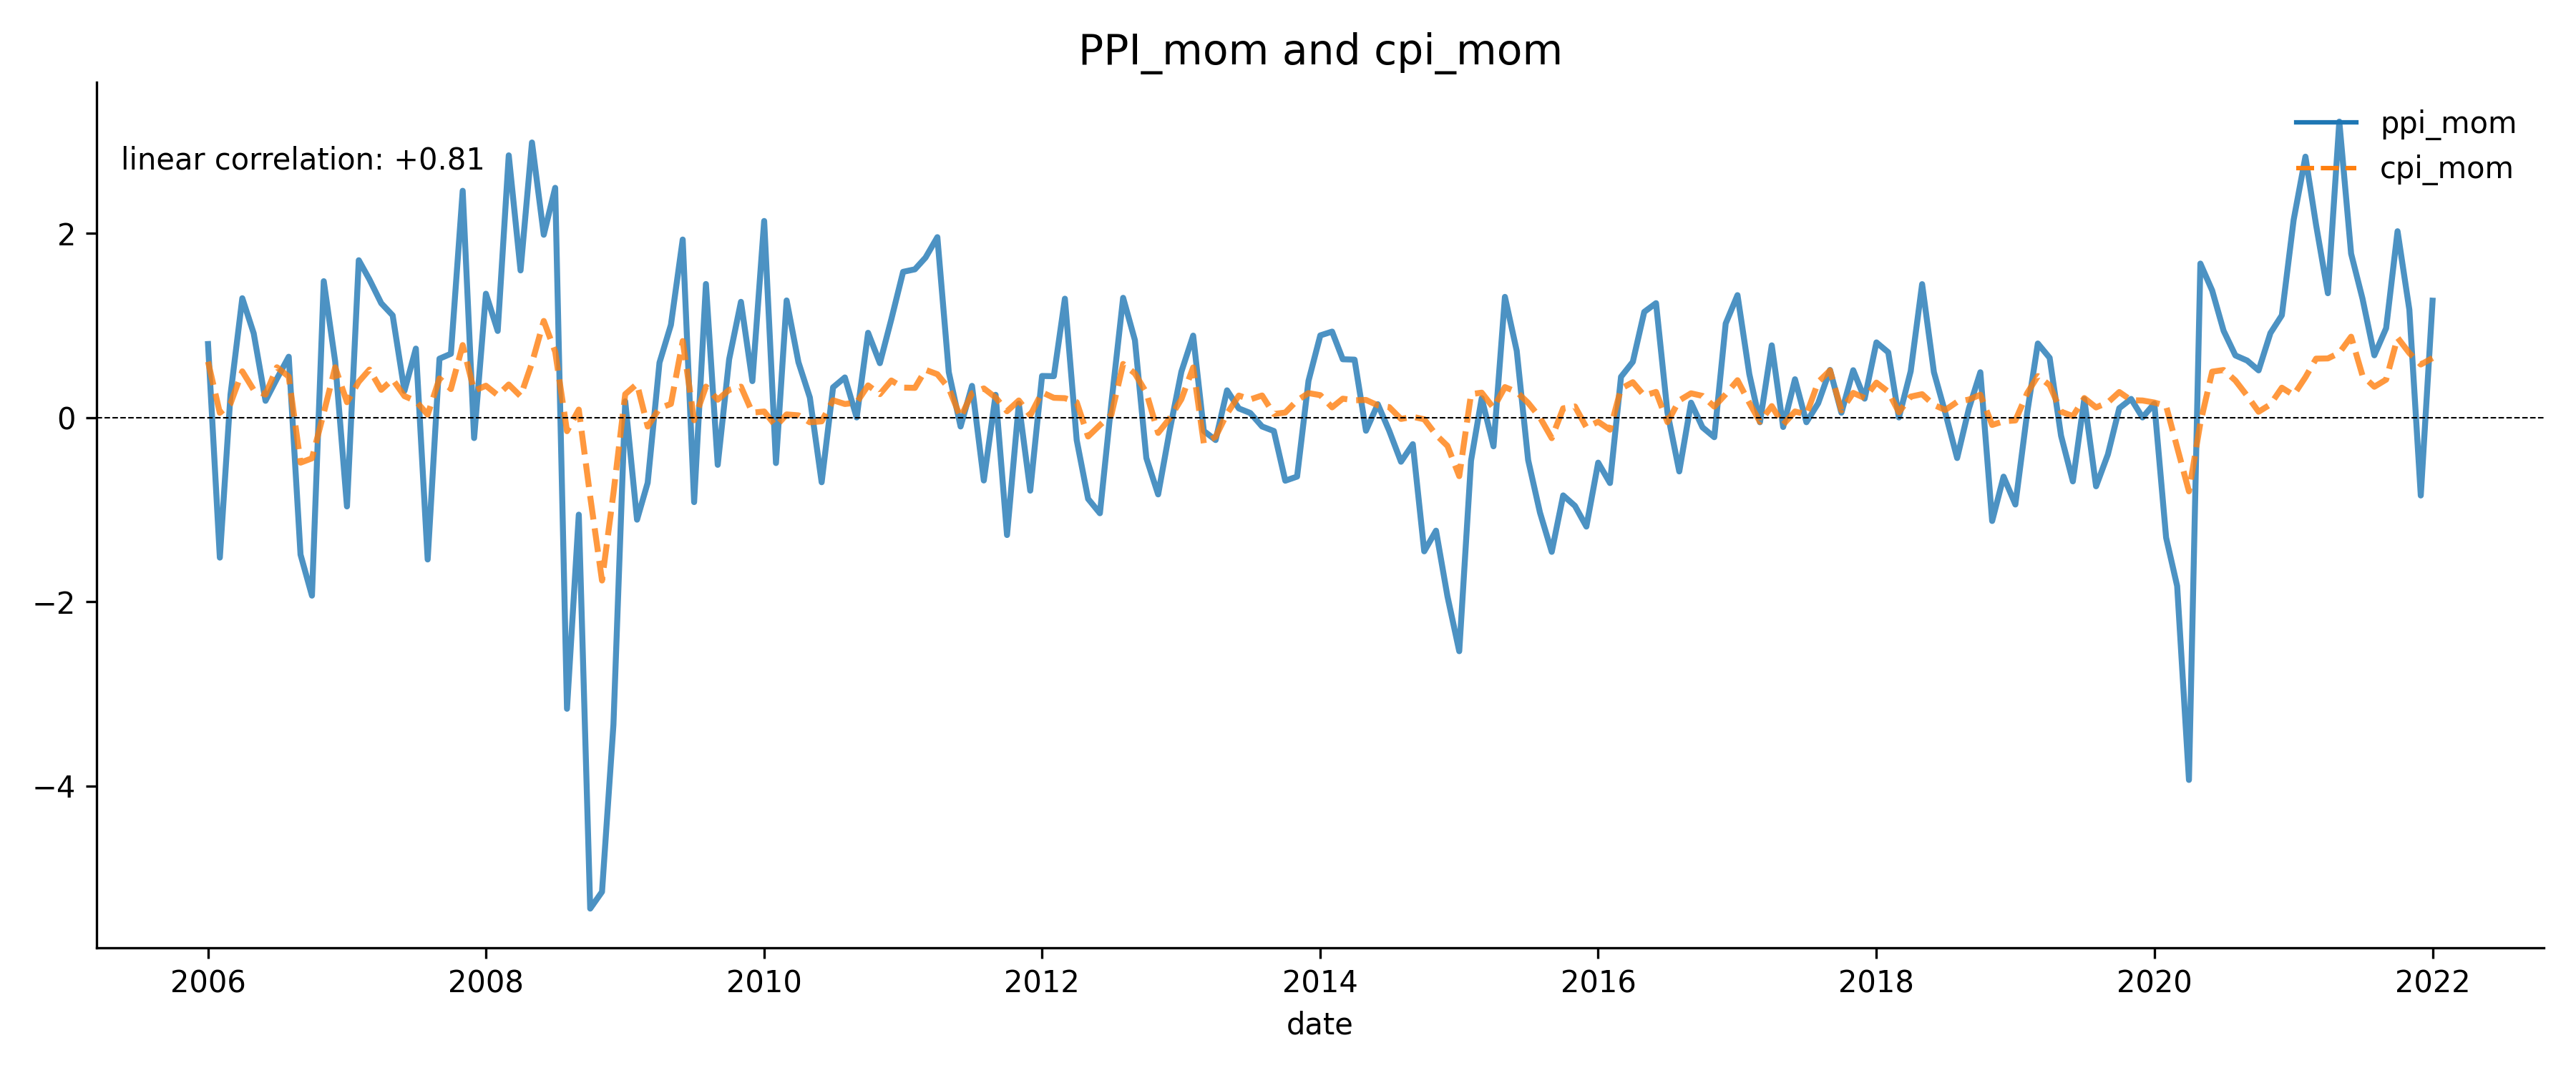 PPI_mom and cpi_mom
linear correlation: +0.81
ppi_mom
cpi_mom
2
0
−2
−4
2006 2008 2010 2012 2014 2016 2018 2020 2022
date